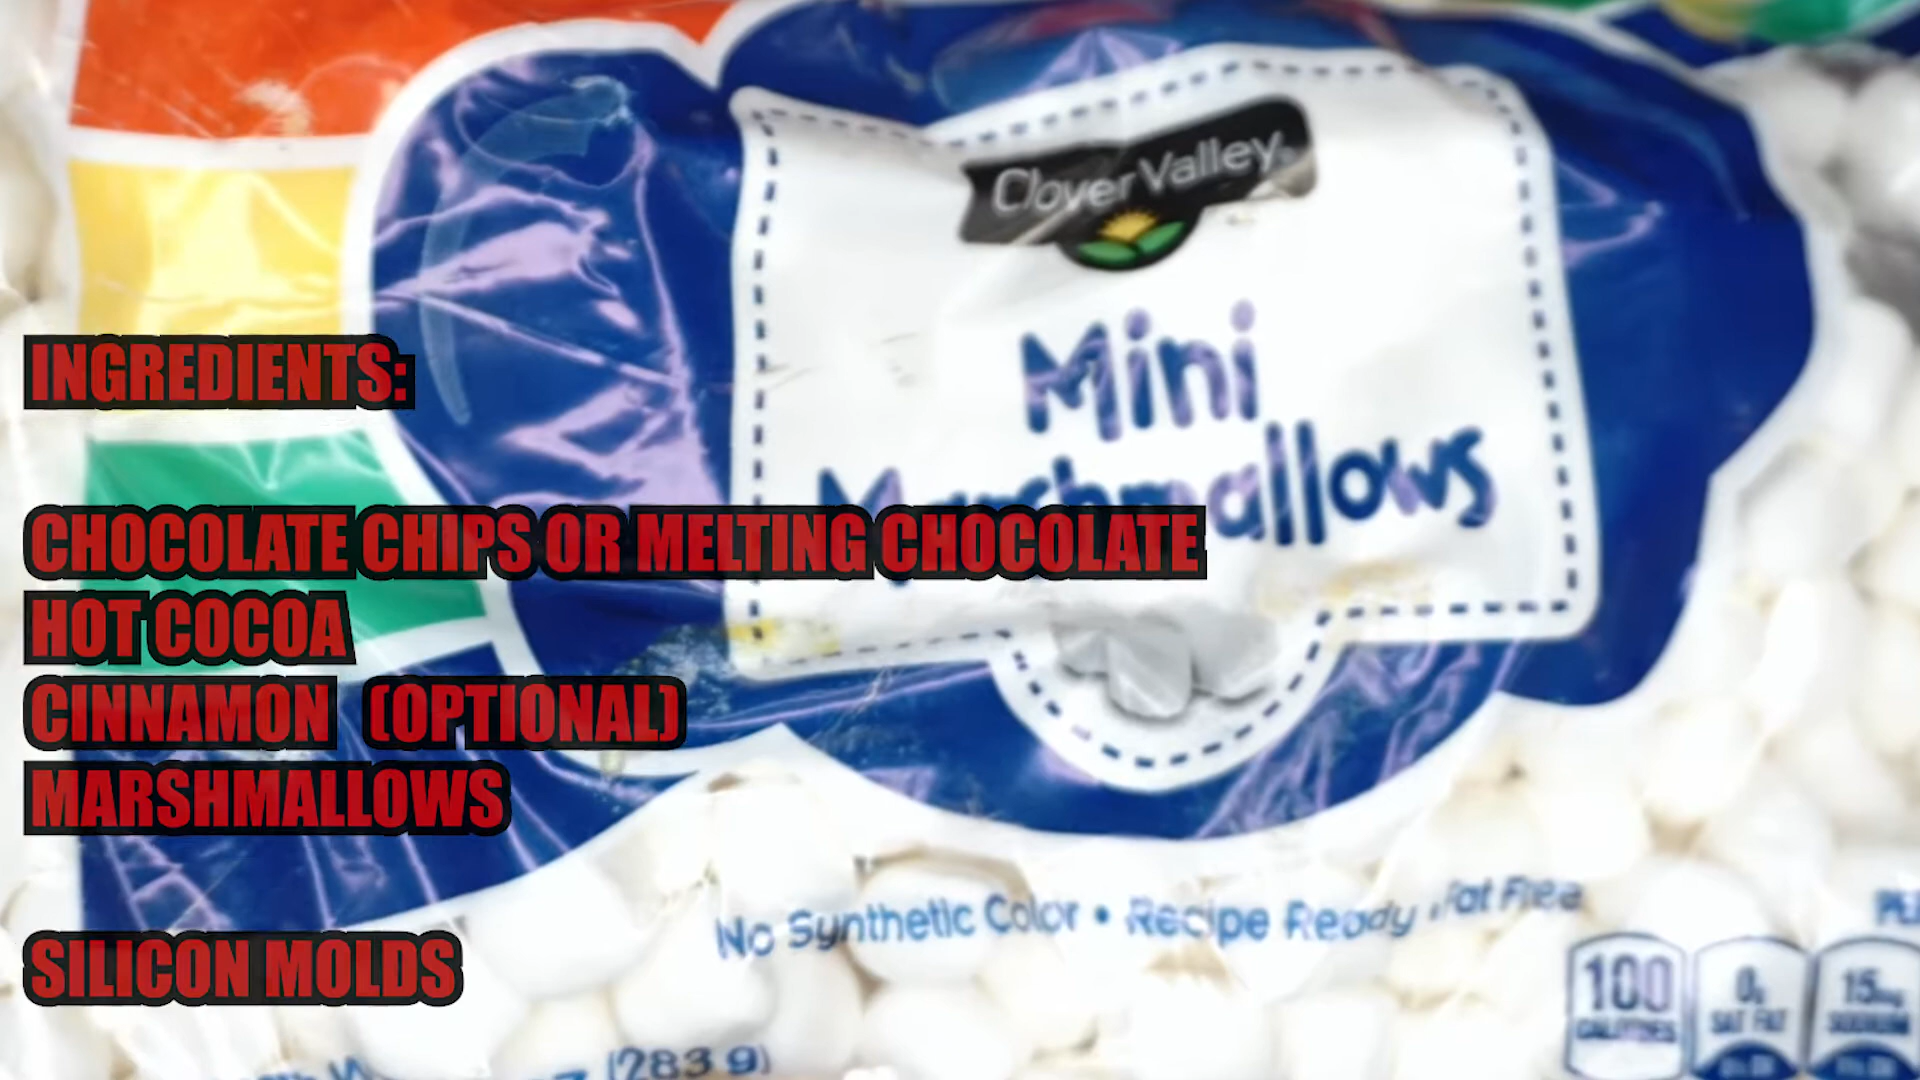 Clover Valley
Mini
Marshmallows
INGREDIENTS:
CHOCOLATE CHIPS OR MELTING CHOCOLATE
HOT COCOA
CINNAMON (OPTIONAL)
MARSHMALLOWS
SILICON MOLDS
No Synthetic Color • Recipe Ready • Fat Free
100
CALORIES
0g
SAT FAT
15mg
SODIUM
(283 g)